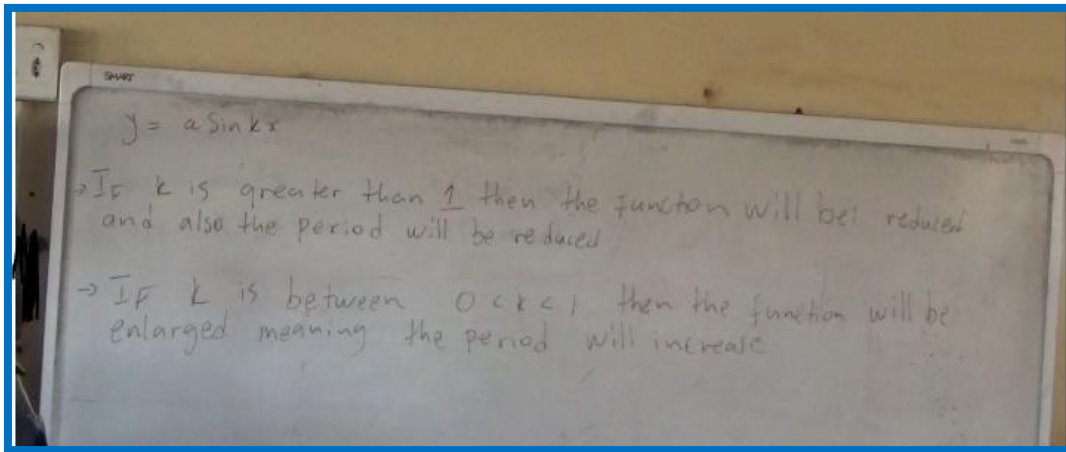 SMART
y = a Sin kx
→ IF k is greater than 1 then the function will be: reduced
and also the period will be reduced
→ IF k is between 0 < k < 1 then the function will be
enlarged meaning the period will increase